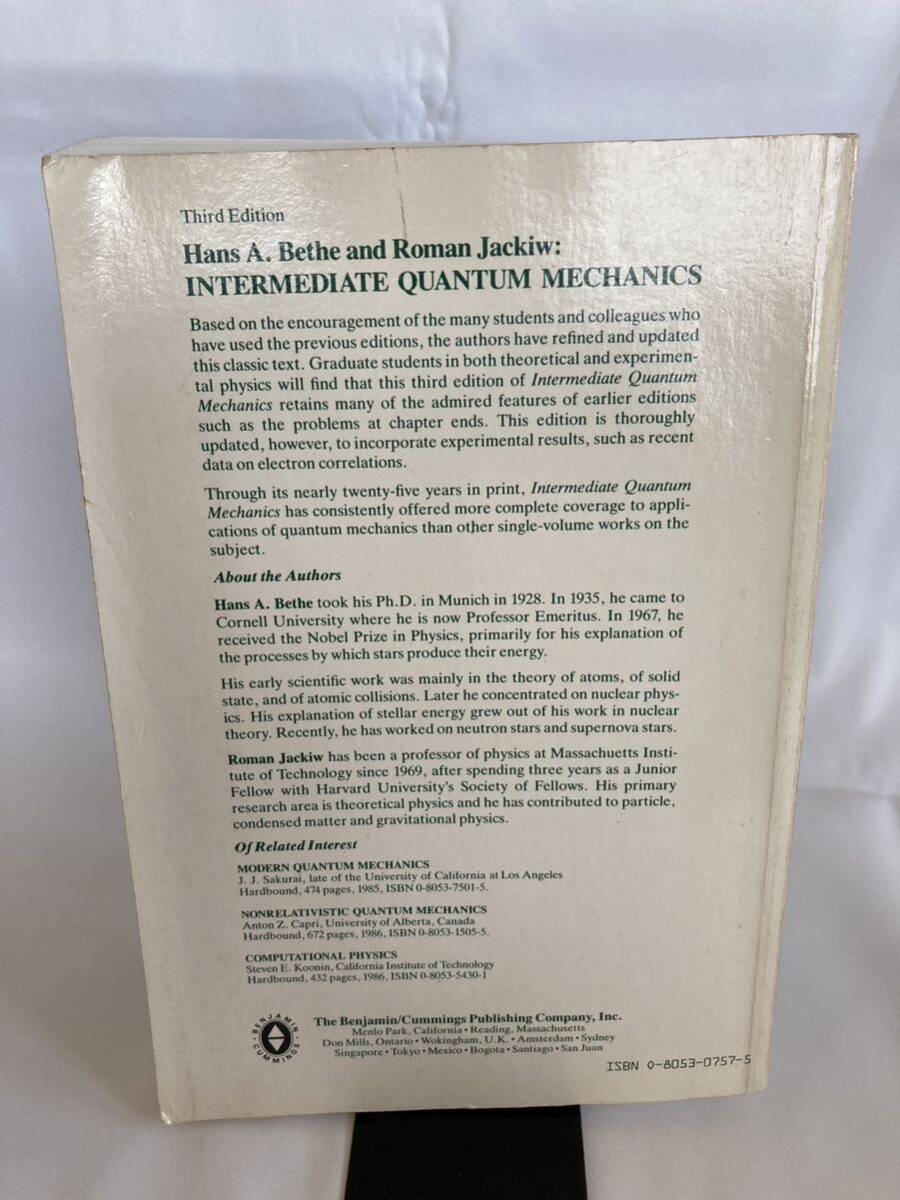 Third Edition
Hans A. Bethe and Roman Jackiw:
INTERMEDIATE QUANTUM MECHANICS
Based on the encouragement of the many students and colleagues who
have used the previous editions, the authors have refined and updated
this classic text. Graduate students in both theoretical and experimen-
tal physics will find that this third edition of Intermediate Quantum
Mechanics retains many of the admired features of earlier editions
such as the problems at chapter ends. This edition is thoroughly
updated, however, to incorporate experimental results, such as recent
data on electron correlations.
Through its nearly twenty-five years in print, Intermediate Quantum
Mechanics has consistently offered more complete coverage to appli-
cations of quantum mechanics than other single-volume works on the
subject.
About the Authors
Hans A. Bethe took his Ph.D. in Munich in 1928. In 1935, he came to
Cornell University where he is now Professor Emeritus. In 1967, he
received the Nobel Prize in Physics, primarily for his explanation of
the processes by which stars produce their energy.
His early scientific work was mainly in the theory of atoms, of solid
state, and of atomic collisions. Later he concentrated on nuclear phys-
ics. His explanation of stellar energy grew out of his work in nuclear
theory. Recently, he has worked on neutron stars and supernova stars.
Roman Jackiw has been a professor of physics at Massachuetts Insti-
tute of Technology since 1969, after spending three years as a Junior
Fellow with Harvard University's Society of Fellows. His primary
research area is theoretical physics and he has contributed to particle,
condensed matter and gravitational physics.
Of Related Interest
MODERN QUANTUM MECHANICS
J. J. Sakurai, late of the University of California at Los Angeles
Hardbound, 474 pages, 1985, ISBN 0-8053-7501-5.
NONRELATIVISTIC QUANTUM MECHANICS
Anton Z. Capri, University of Alberta, Canada
Hardbound, 672 pages, 1986, ISBN 0-8053-1505-5.
COMPUTATIONAL PHYSICS
Steven E. Koonin, California Institute of Technology
Hardbound, 432 pages, 1986, ISBN 0-8053-5430-1
BENJAMIN CUMMINGS
The Benjamin/Cummings Publishing Company, Inc.
Menlo Park, California • Reading, Massachusetts
Don Mills, Ontario • Wokingham, U.K. • Amsterdam • Sydney
Singapore • Tokyo • Mexico • Bogota • Santiago • San Juan
ISBN 0-8053-0757-5